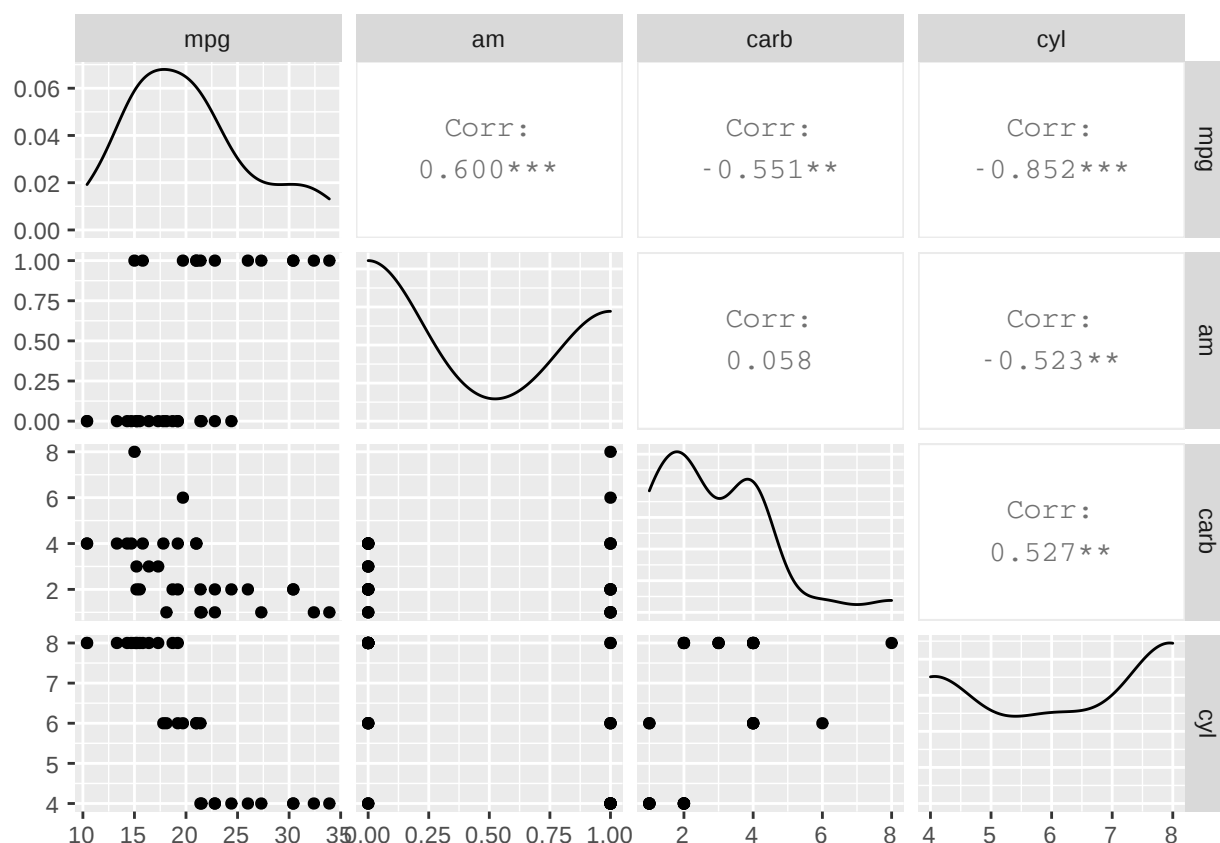 mpg am carb cyl
0.06
0.04
0.02
0.00
Corr:
0.600***
Corr:
-0.551**
Corr:
-0.852***
mpg
1.00
0.75
0.50
0.25
0.00
Corr:
0.058
Corr:
-0.523**
am
8
6
4
2
Corr:
0.527**
carb
8
7
6
5
4
cyl
10 15 20 25 30 35 0.00 0.25 0.50 0.75 1.00 2 4 6 8 4 5 6 7 8